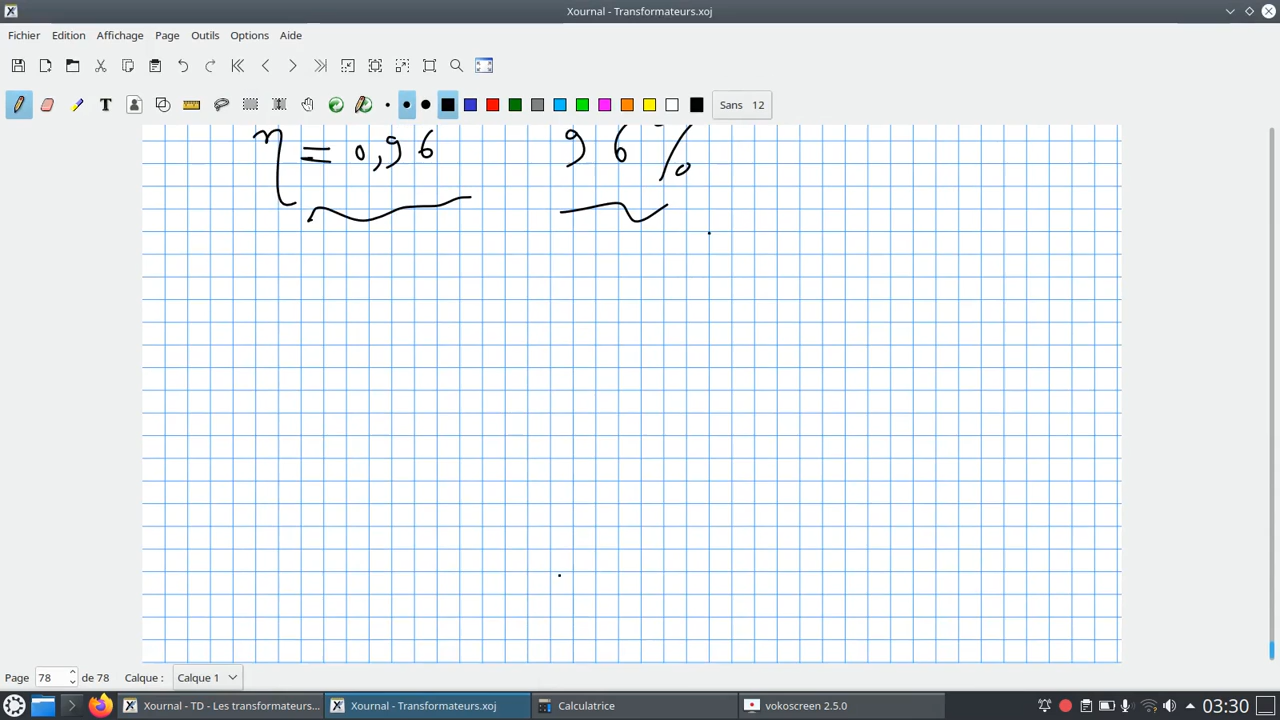 Xournal - Transformateurs.xoj
Fichier Edition Affichage Page Outils Options Aide
T Sans 12
η = 0,96 96%
Page 78 de 78 Calque : Calque 1
Xournal - TD - Les transformateurs... Xournal - Transformateurs.xoj Calculatrice vokoscreen 2.5.0 03:30